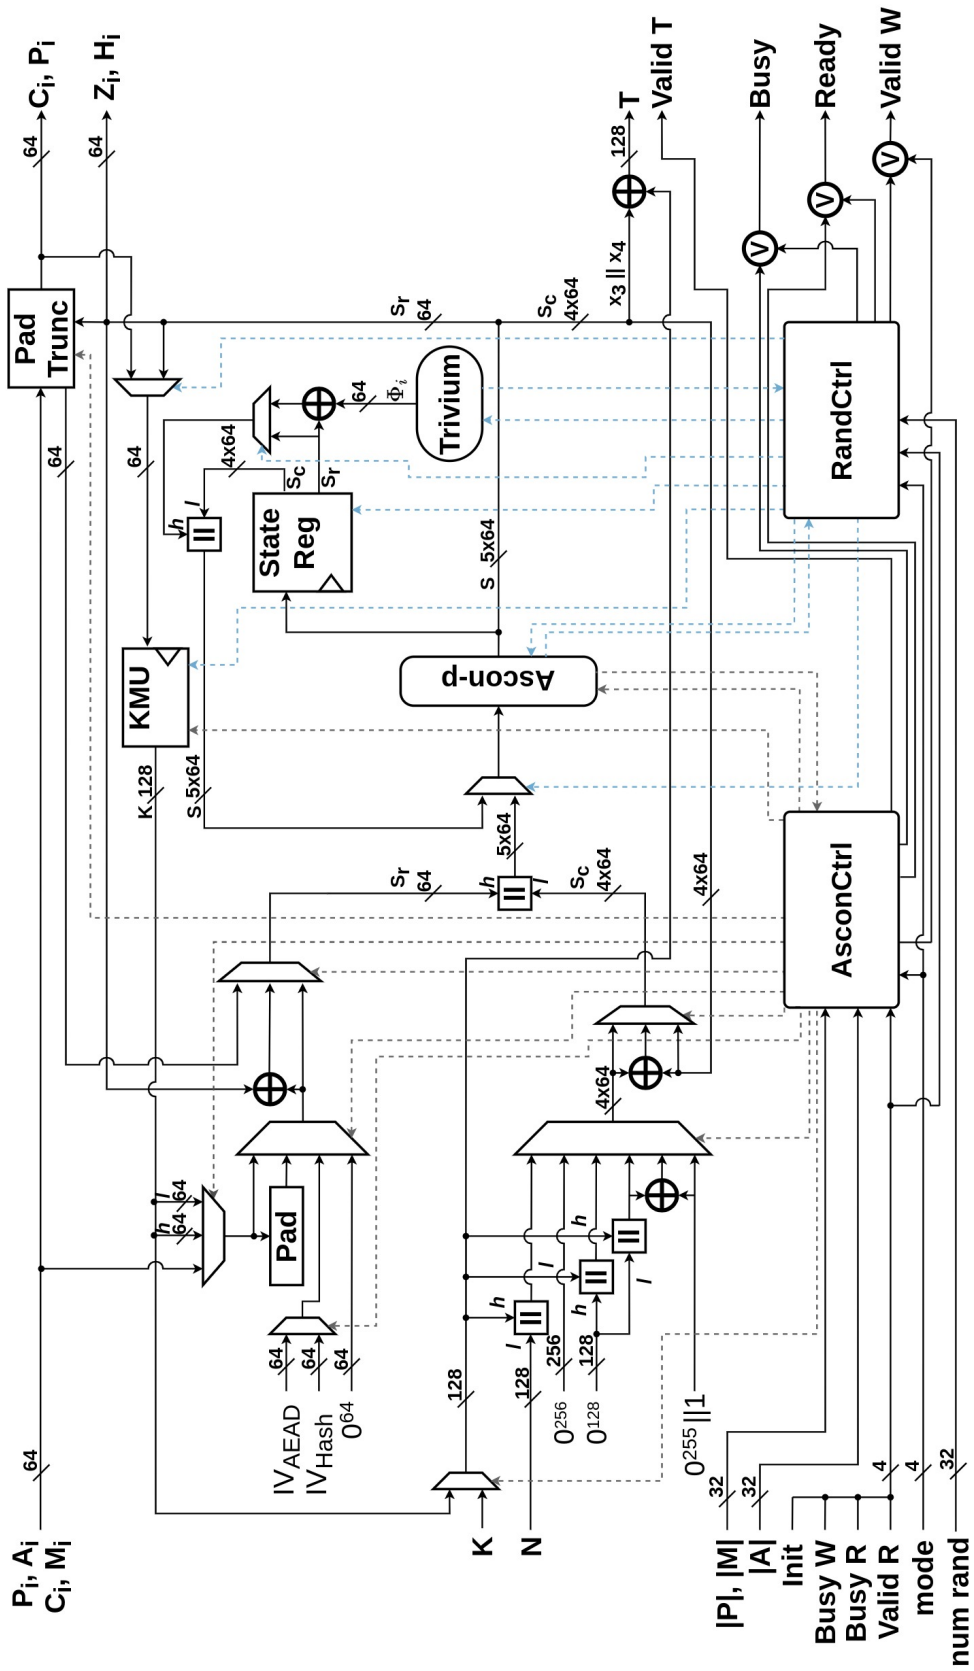 Cᵢ, Pᵢ
Zᵢ, Hᵢ
T
Valid T
Busy
Ready
Valid W
64
64
128
V
V
V
Pad
Trunc
Sr
64
Sc
4x64
x₃ || x₄
64
64
4x64
64
Φᵢ
Trivium
RandCtrl
Sc
Sr
h
l
||
State
Reg
S 5x64
KMU
Ascon-p
K 128
S 5x64
5x64
Sr
64
h
||
l
Sc
4x64
4x64
AsconCtrl
4x64
h
64
l
64
Pad
h
l
||
h
||
l
h
||
l
64
64
64
128
128
256
128
IV_AEAD
IV_Hash
0⁶⁴
0²⁵⁶
0¹²⁸
0²⁵⁵||1
64
32
32
4
4
32
Pᵢ, Aᵢ
Cᵢ, Mᵢ
K
N
|P|, |M|
|A|
Init
Busy W
Busy R
Valid R
mode
num rand